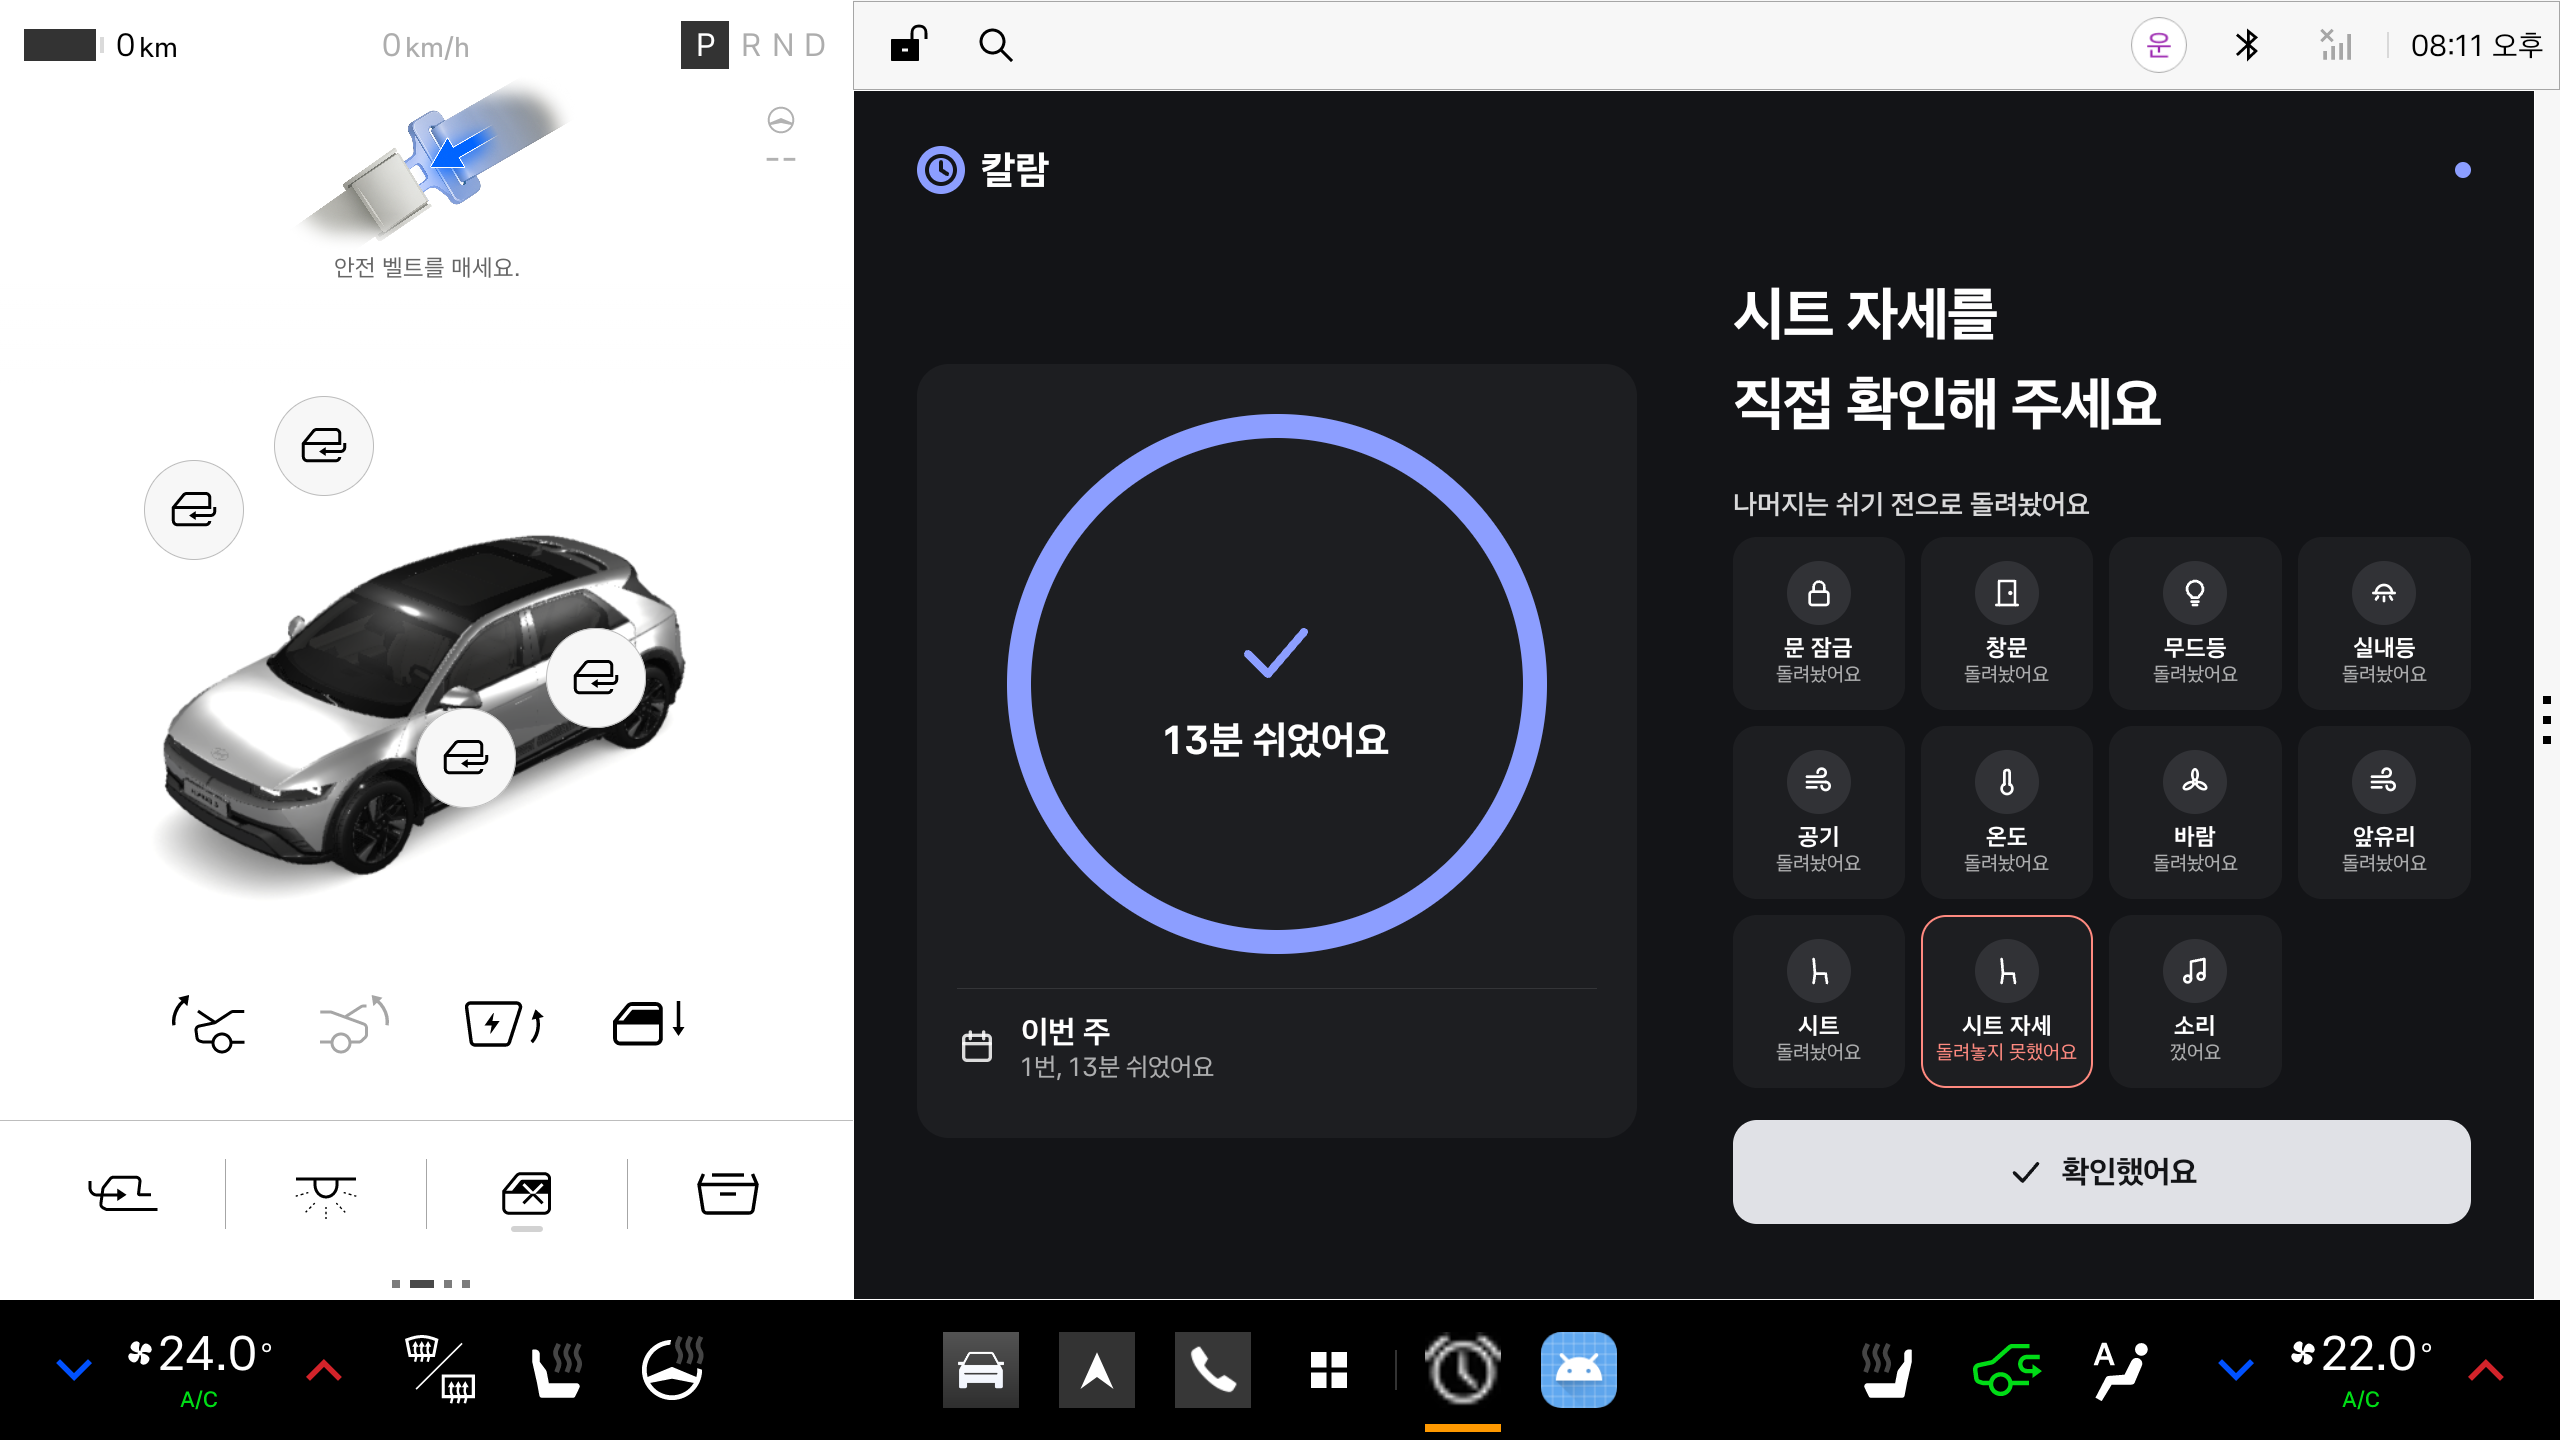 0 km
0 km/h
P R N D
안전 벨트를 매세요.
운
08:11 오후
칼람
13분 쉬었어요
이번 주
1번, 13분 쉬었어요
시트 자세를
직접 확인해 주세요
나머지는 쉬기 전으로 돌려놨어요
문 잠금
돌려놨어요
창문
돌려놨어요
무드등
돌려놨어요
실내등
돌려놨어요
공기
돌려놨어요
온도
돌려놨어요
바람
돌려놨어요
앞유리
돌려놨어요
시트
돌려놨어요
시트 자세
돌려놓지 못했어요
소리
껐어요
확인했어요
24.0°
A/C
A
22.0°
A/C